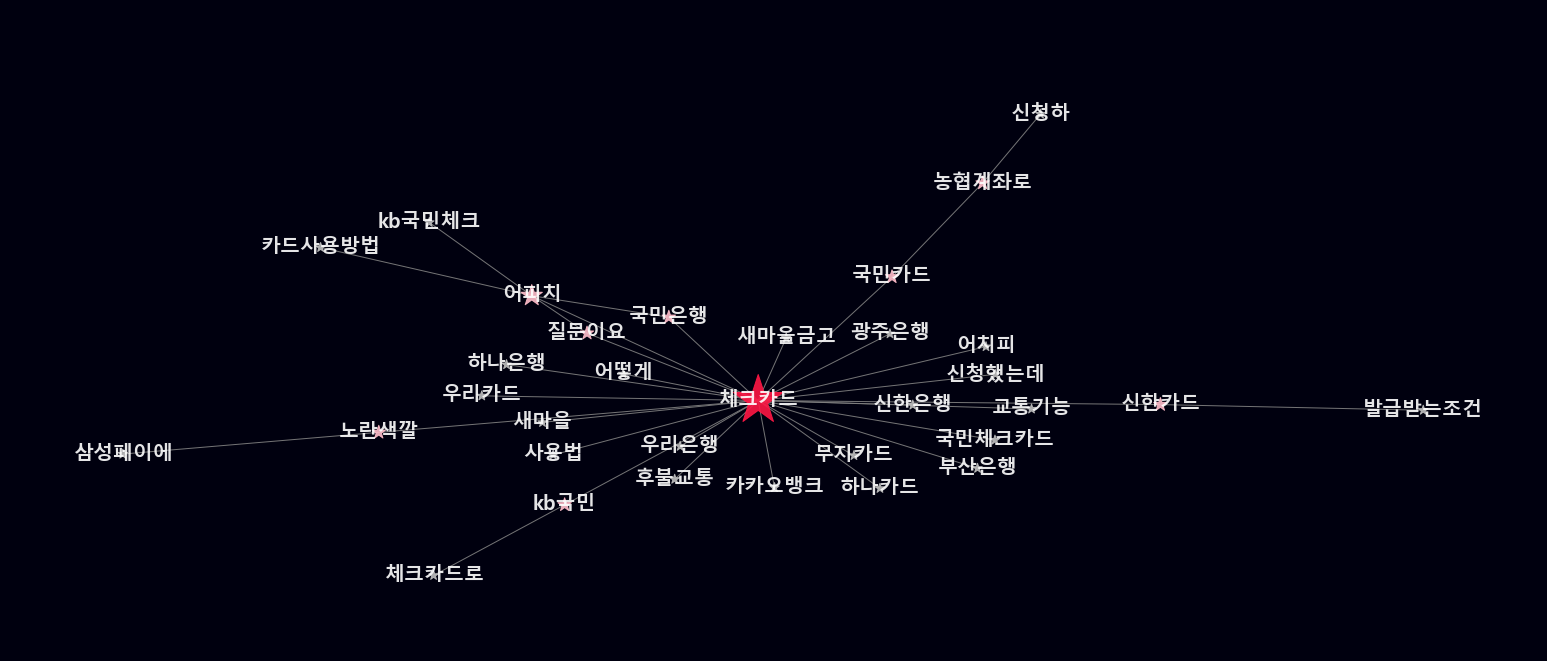 신청하
농협계좌로
kb국민체크
카드사용방법
국민카드
어피치
국민은행
질문이요
새마을금고
광주은행
어처피
하나은행
어떻게
신청했는데
우리카드
체크카드
신한은행
교통기능
신한카드
발급받는조건
새마을
노란색깔
국민체크카드
우리은행
삼성페이에
사용법
무지카드
부산은행
후불교통
카카오뱅크
하나카드
kb국민
체크카드로